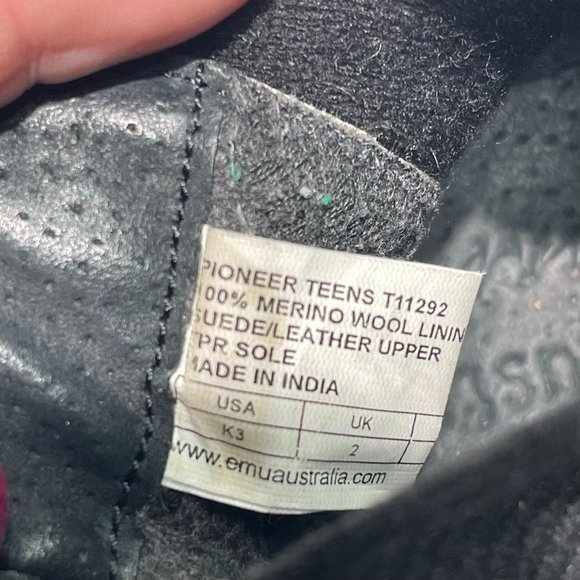 PIONEER TEENS T11292
100% MERINO WOOL LININ
SUEDE/LEATHER UPPER
TPR SOLE
MADE IN INDIA
USA UK
K3 2
www.emuaustralia.com